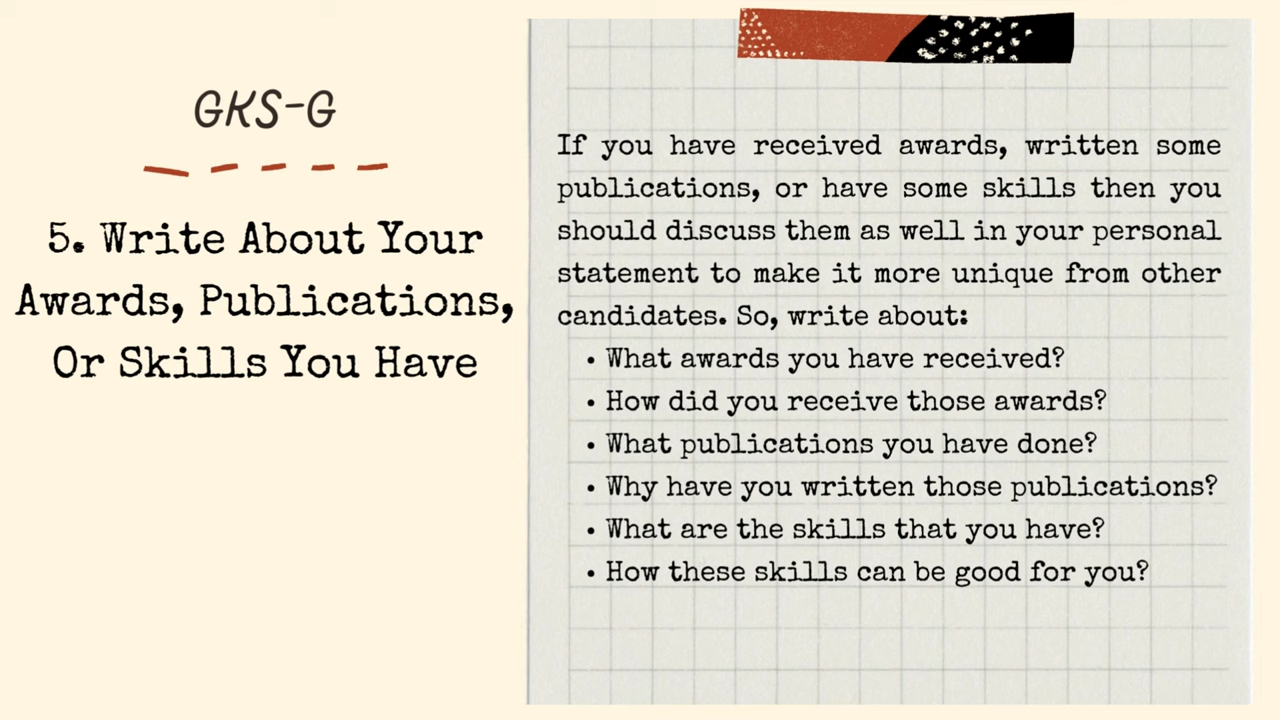 GKS-G
5. Write About Your
Awards, Publications,
Or Skills You Have
If you have received awards, written some
publications, or have some skills then you
should discuss them as well in your personal
statement to make it more unique from other
candidates. So, write about:
• What awards you have received?
• How did you receive those awards?
• What publications you have done?
• Why have you written those publications?
• What are the skills that you have?
• How these skills can be good for you?